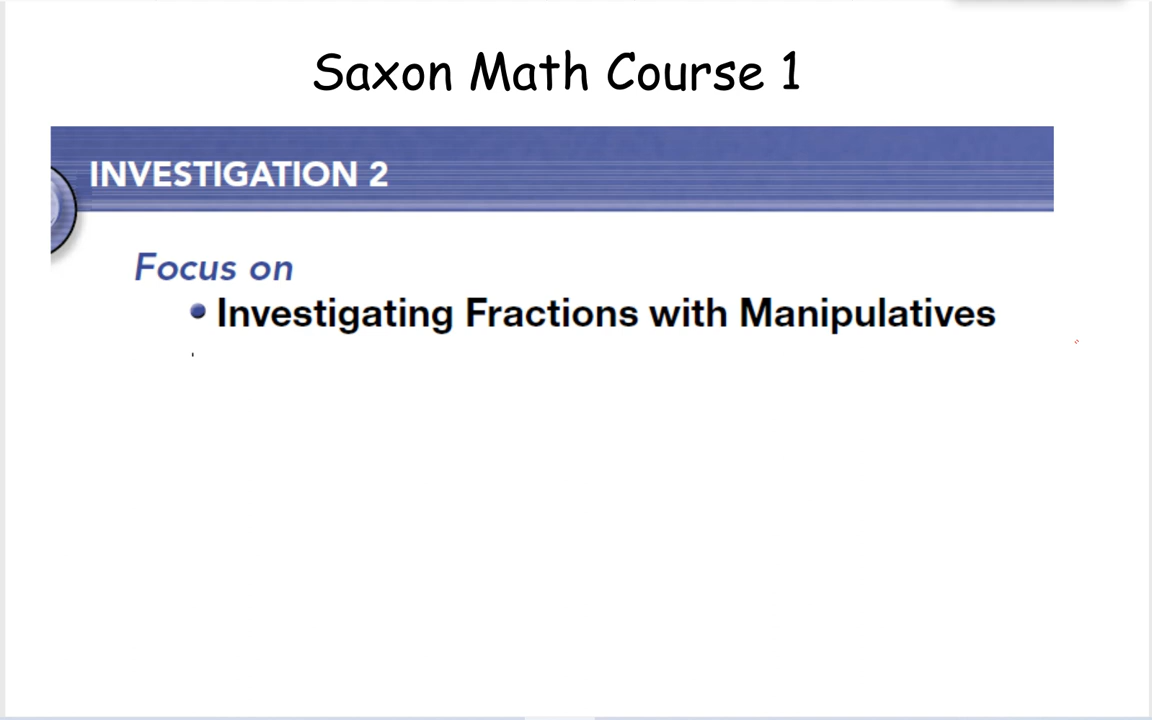 Saxon Math Course 1
INVESTIGATION 2
Focus on
• Investigating Fractions with Manipulatives